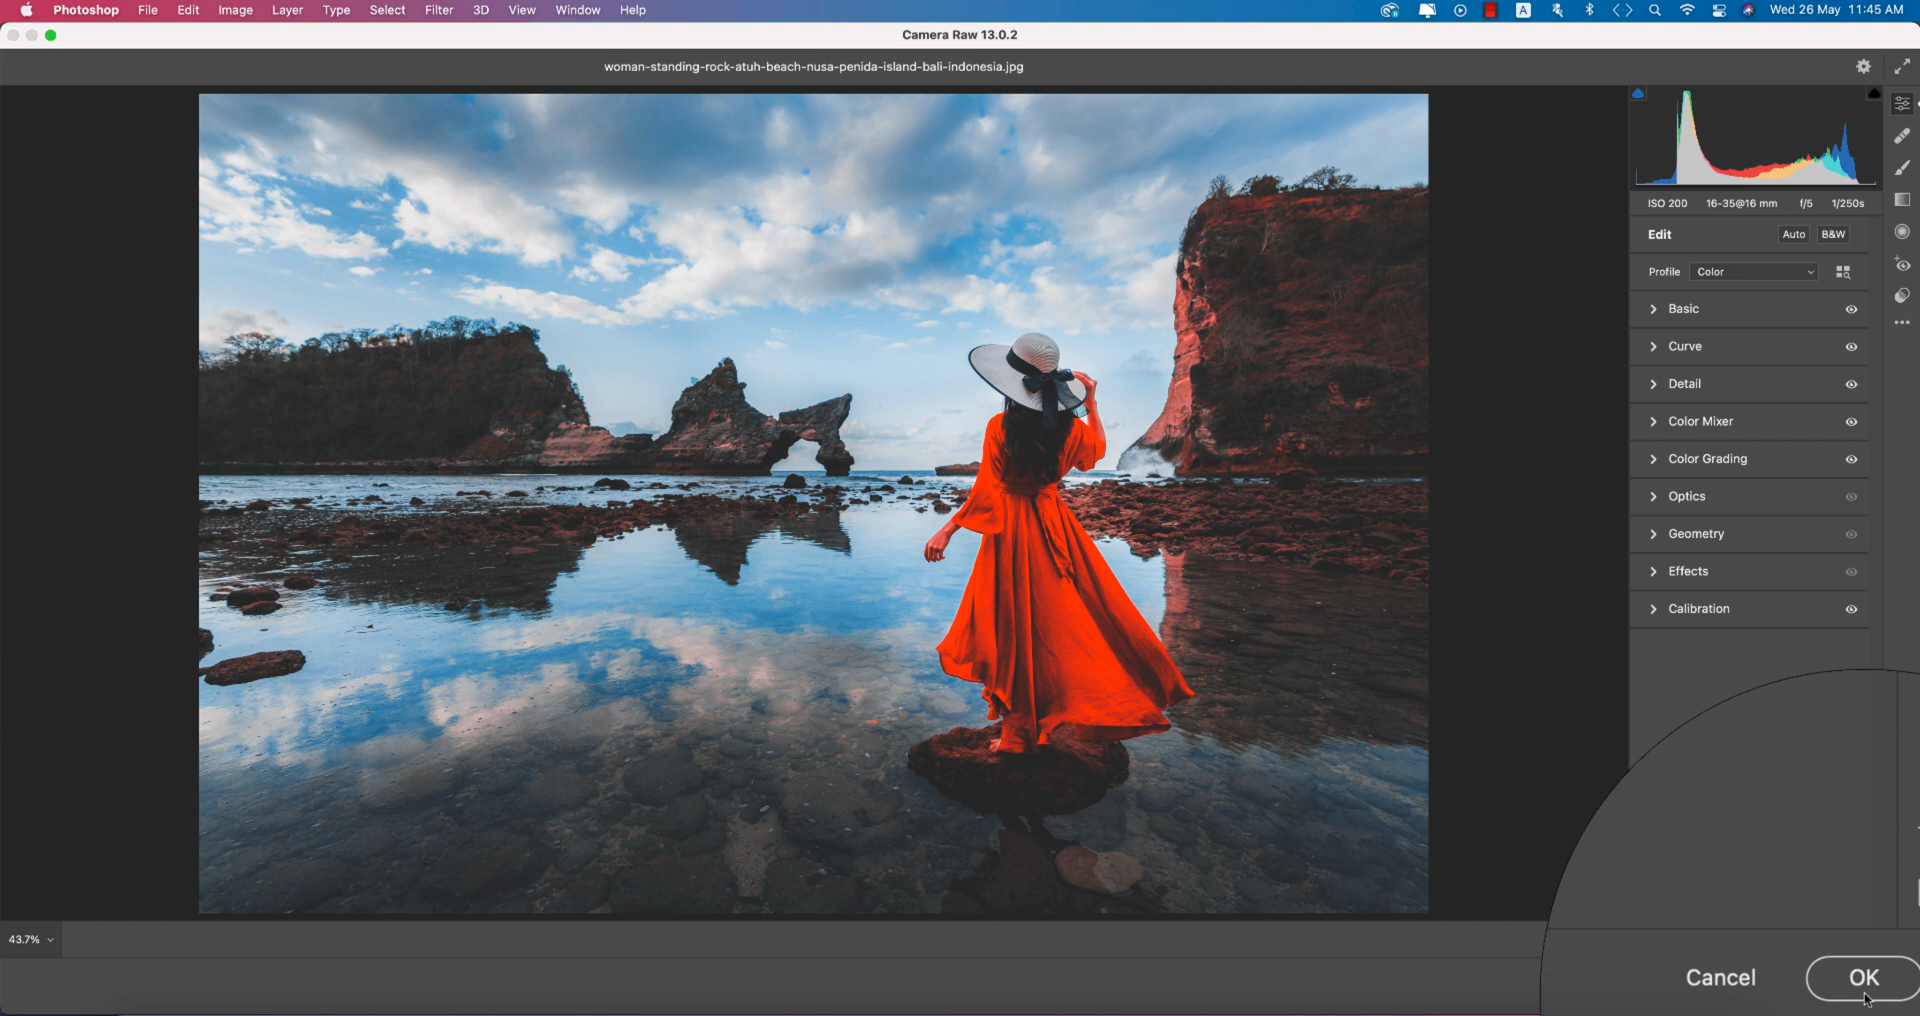 Photoshop File Edit Image Layer Type Select Filter 3D View Window Help A Wed 26 May 11:45 AM
Camera Raw 13.0.2
woman-standing-rock-atuh-beach-nusa-penida-island-bali-indonesia.jpg
ISO 200 16-35@16 mm f/5 1/250s
Edit Auto B&W
Profile Color
Basic
Curve
Detail
Color Mixer
Color Grading
Optics
Geometry
Effects
Calibration
43.7%
Cancel OK